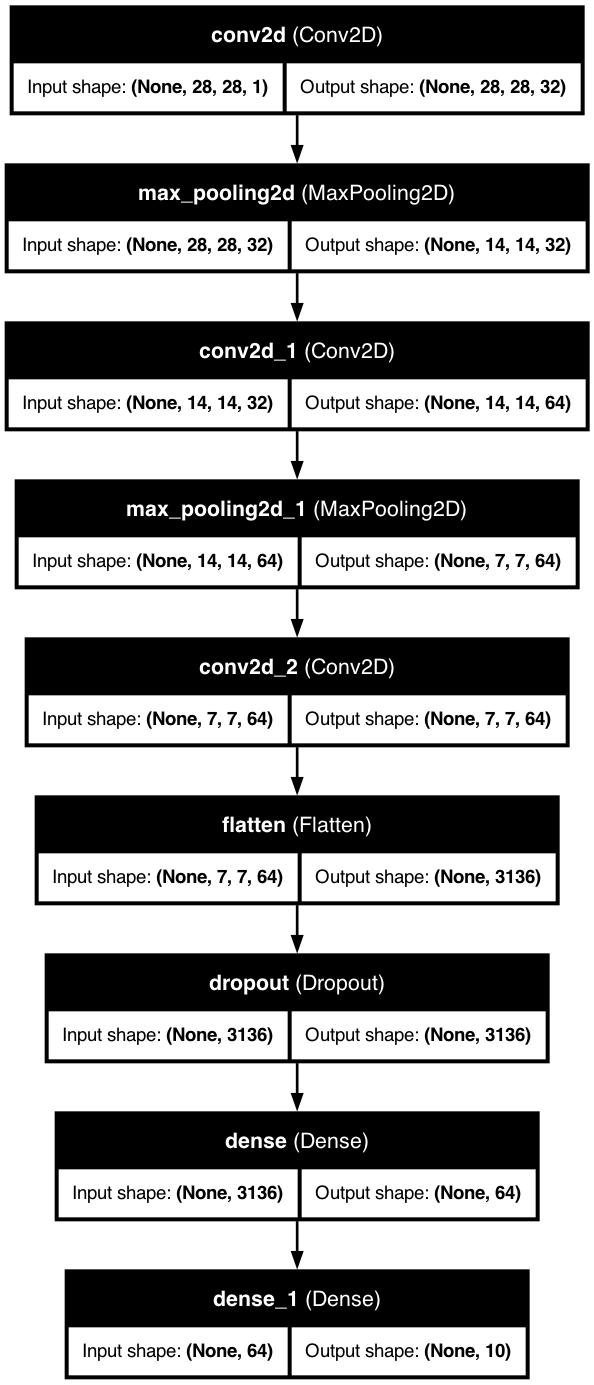 conv2d (Conv2D)
Input shape: (None, 28, 28, 1) Output shape: (None, 28, 28, 32)
max_pooling2d (MaxPooling2D)
Input shape: (None, 28, 28, 32) Output shape: (None, 14, 14, 32)
conv2d_1 (Conv2D)
Input shape: (None, 14, 14, 32) Output shape: (None, 14, 14, 64)
max_pooling2d_1 (MaxPooling2D)
Input shape: (None, 14, 14, 64) Output shape: (None, 7, 7, 64)
conv2d_2 (Conv2D)
Input shape: (None, 7, 7, 64) Output shape: (None, 7, 7, 64)
flatten (Flatten)
Input shape: (None, 7, 7, 64) Output shape: (None, 3136)
dropout (Dropout)
Input shape: (None, 3136) Output shape: (None, 3136)
dense (Dense)
Input shape: (None, 3136) Output shape: (None, 64)
dense_1 (Dense)
Input shape: (None, 64) Output shape: (None, 10)